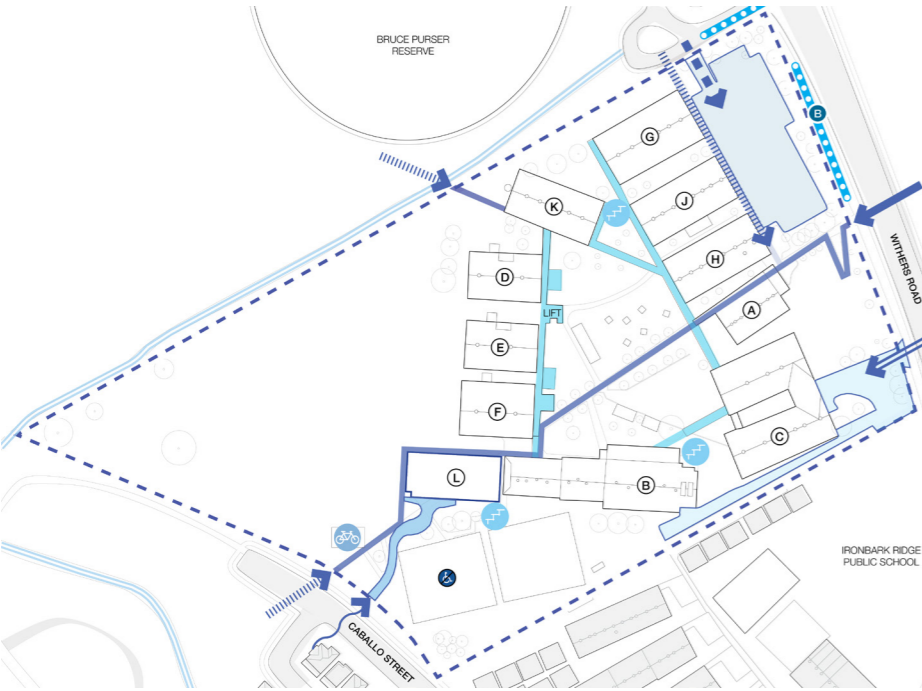 BRUCE PURSER
RESERVE
B
G
K
J
D
H
WITHERS ROAD
LIFT
A
E
F
C
L
B
IRONBARK RIDGE
PUBLIC SCHOOL
CABALLO STREET